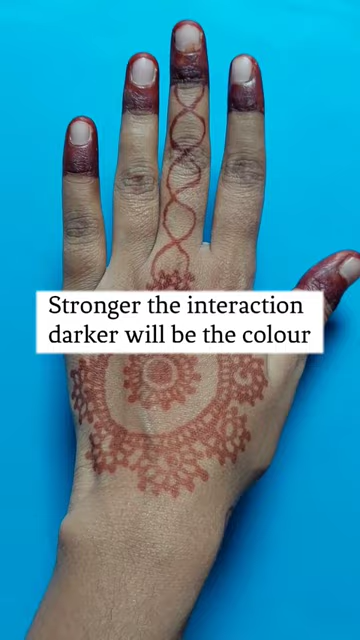 Stronger the interaction
darker will be the colour